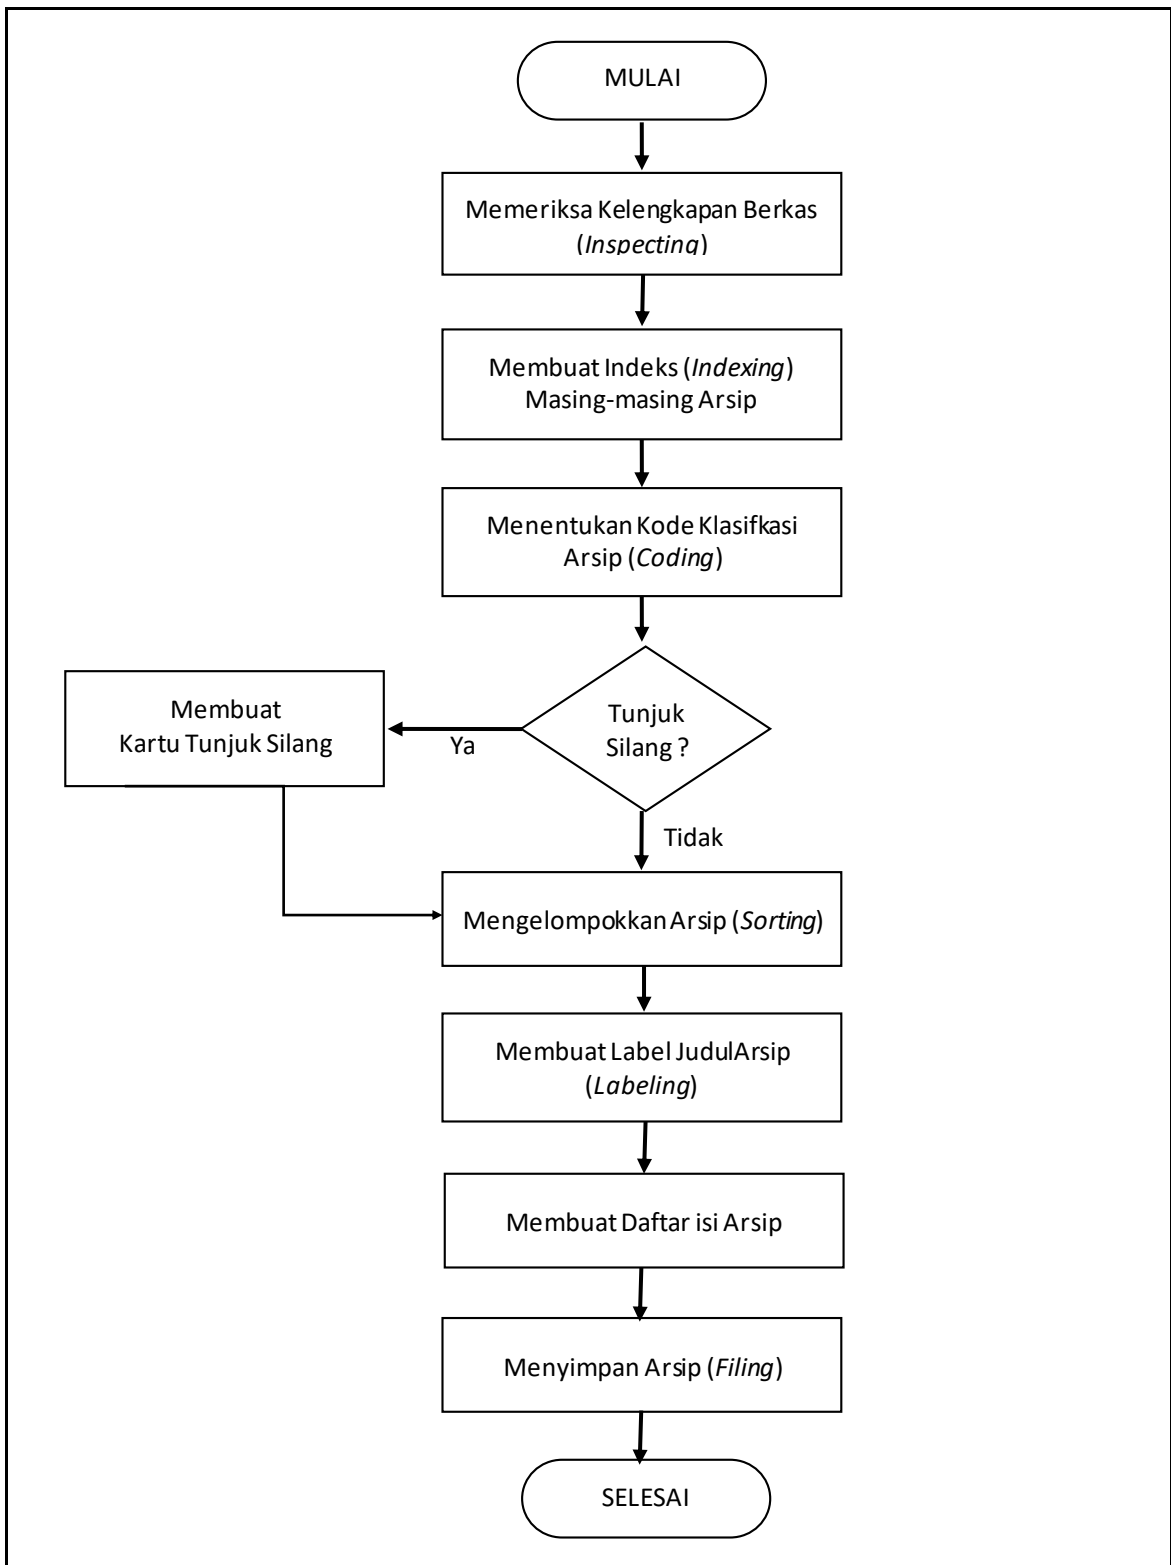 MULAI
Memeriksa Kelengkapan Berkas
(Inspecting)
Membuat Indeks (Indexing)
Masing-masing Arsip
Menentukan Kode Klasifkasi
Arsip (Coding)
Tunjuk
Silang ?
Ya
Membuat
Kartu Tunjuk Silang
Tidak
Mengelompokkan Arsip (Sorting)
Membuat Label JudulArsip
(Labeling)
Membuat Daftar isi Arsip
Menyimpan Arsip (Filing)
SELESAI